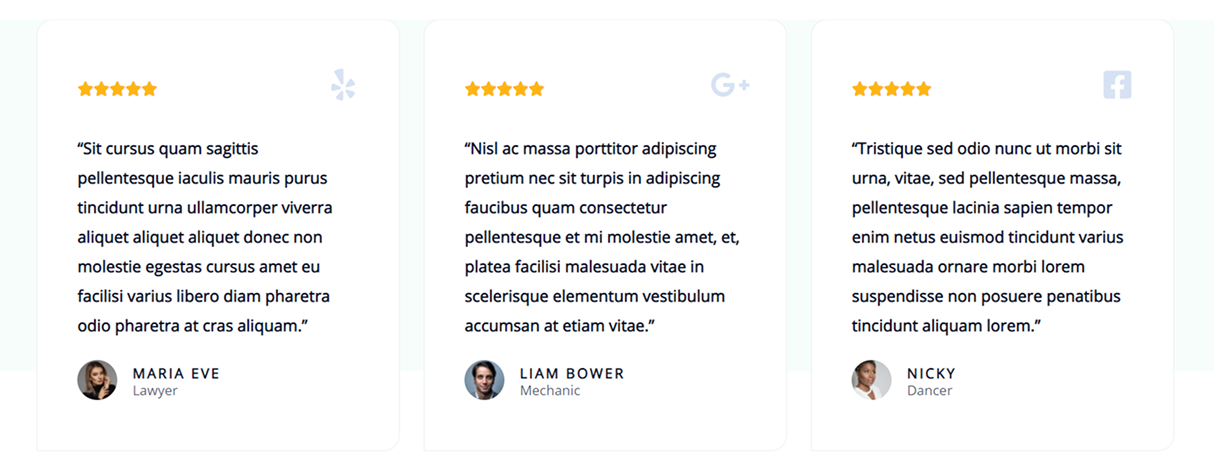 “Sit cursus quam sagittis
pellentesque iaculis mauris purus
tincidunt urna ullamcorper viverra
aliquet aliquet aliquet donec non
molestie egestas cursus amet eu
facilisi varius libero diam pharetra
odio pharetra at cras aliquam.”
MARIA EVE
Lawyer
G+
“Nisl ac massa porttitor adipiscing
pretium nec sit turpis in adipiscing
faucibus quam consectetur
pellentesque et mi molestie amet, et,
platea facilisi malesuada vitae in
scelerisque elementum vestibulum
accumsan at etiam vitae.”
LIAM BOWER
Mechanic
f
“Tristique sed odio nunc ut morbi sit
urna, vitae, sed pellentesque massa,
pellentesque lacinia sapien tempor
enim netus euismod tincidunt varius
malesuada ornare morbi lorem
suspendisse non posuere penatibus
tincidunt aliquam lorem.”
NICKY
Dancer